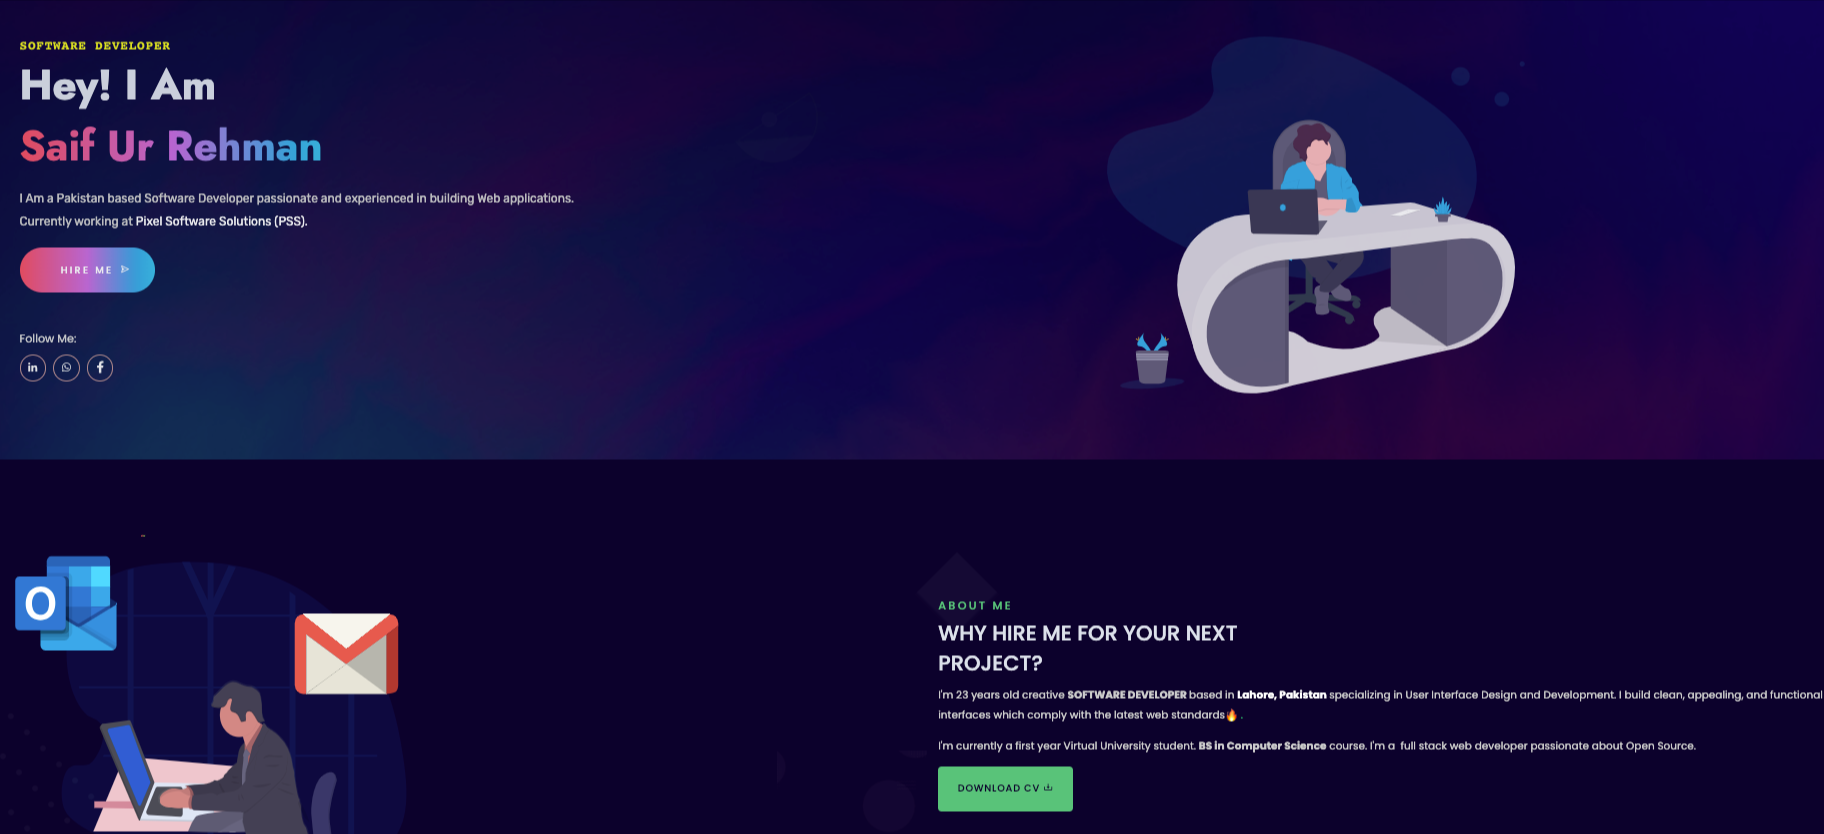 SOFTWARE DEVELOPER
Hey! I Am
Saif Ur Rehman
I Am a Pakistan based Software Developer passionate and experienced in building Web applications.
Currently working at Pixel Software Solutions (PSS).
HIRE ME
Follow Me:
in
f
O
ABOUT ME
WHY HIRE ME FOR YOUR NEXT
PROJECT?
I'm 23 years old creative SOFTWARE DEVELOPER based in Lahore, Pakistan specializing in User Interface Design and Development. I build clean, appealing, and functional
interfaces which comply with the latest web standards🔥 .
I'm currently a first year Virtual University student. BS in Computer Science course. I'm a full stack web developer passionate about Open Source.
DOWNLOAD CV